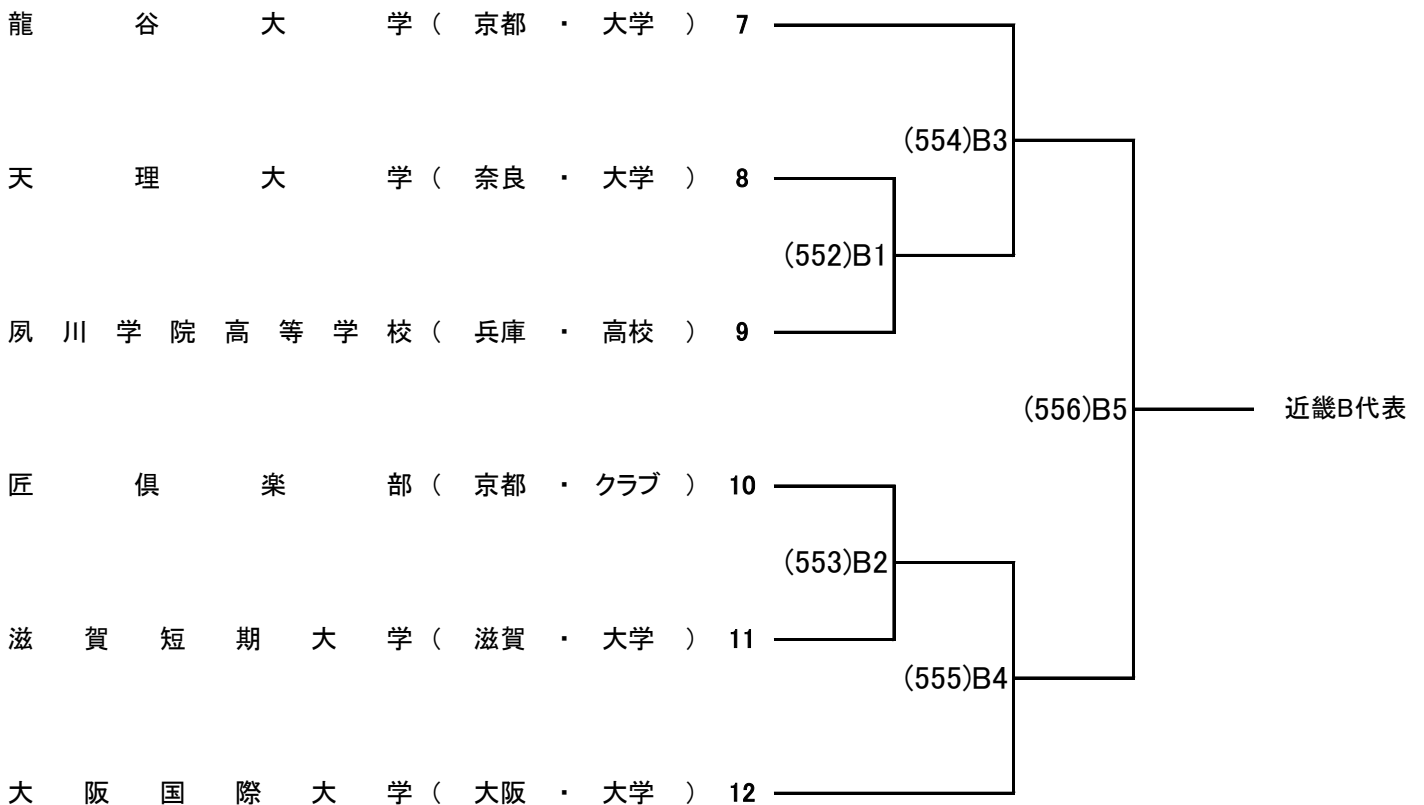 龍谷大学（京都・大学）7
(554)B3
天理大学（奈良・大学）8
(552)B1
夙川学院高等学校（兵庫・高校）9
(556)B5 近畿B代表
匠倶楽部（京都・クラブ）10
(553)B2
滋賀短期大学（滋賀・大学）11
(555)B4
大阪国際大学（大阪・大学）12